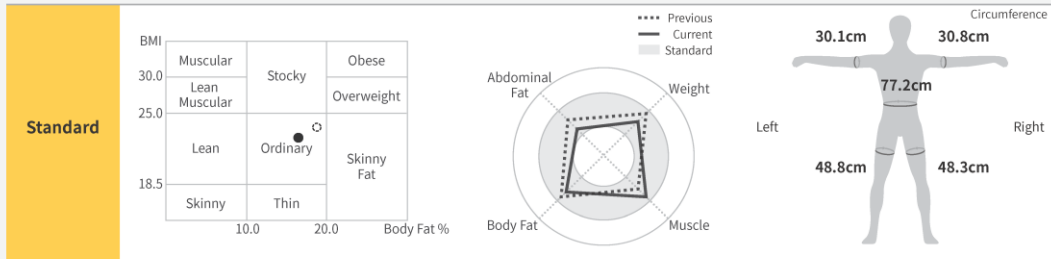 Standard
BMI
30.0
25.0
18.5
Muscular
Stocky
Obese
Lean
Muscular
Overweight
Lean
Ordinary
Skinny
Fat
Skinny
Thin
10.0
20.0
Body Fat %
Previous
Current
Standard
Abdominal
Fat
Weight
Body Fat
Muscle
Circumference
30.1cm
30.8cm
77.2cm
Left
Right
48.8cm
48.3cm